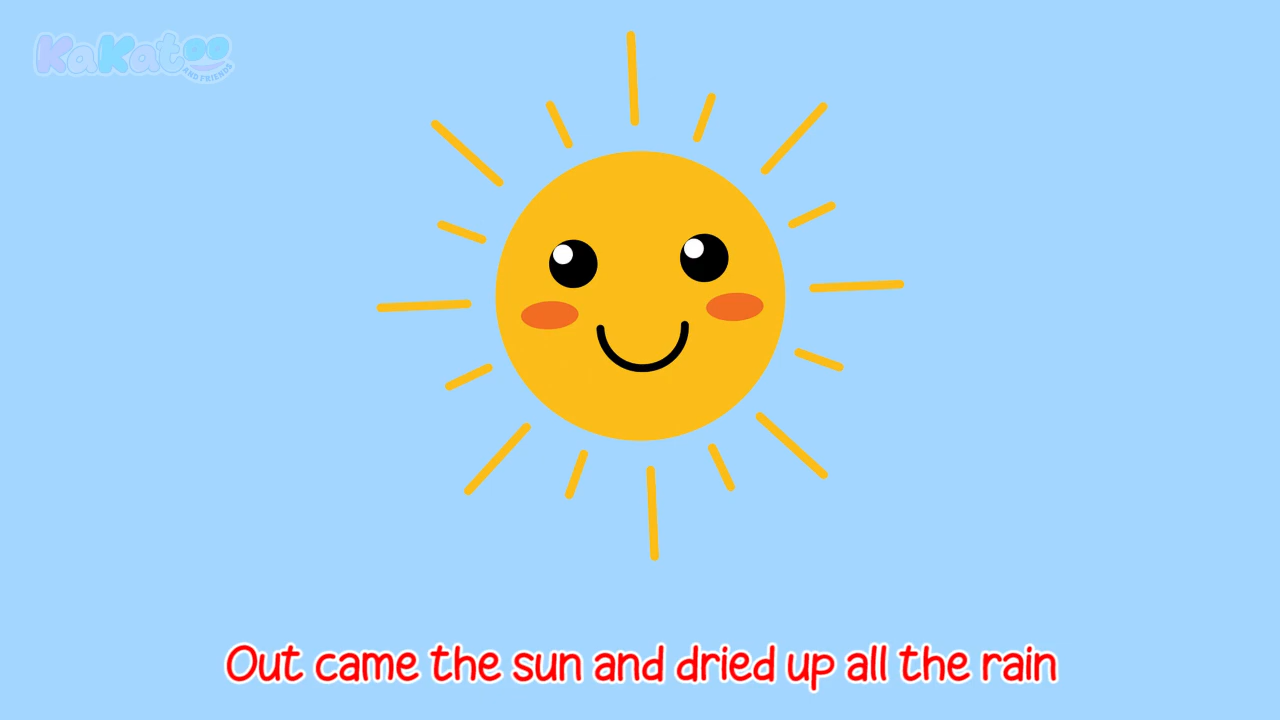 KaKatoo
AND FRIENDS
Out came the sun and dried up all the rain